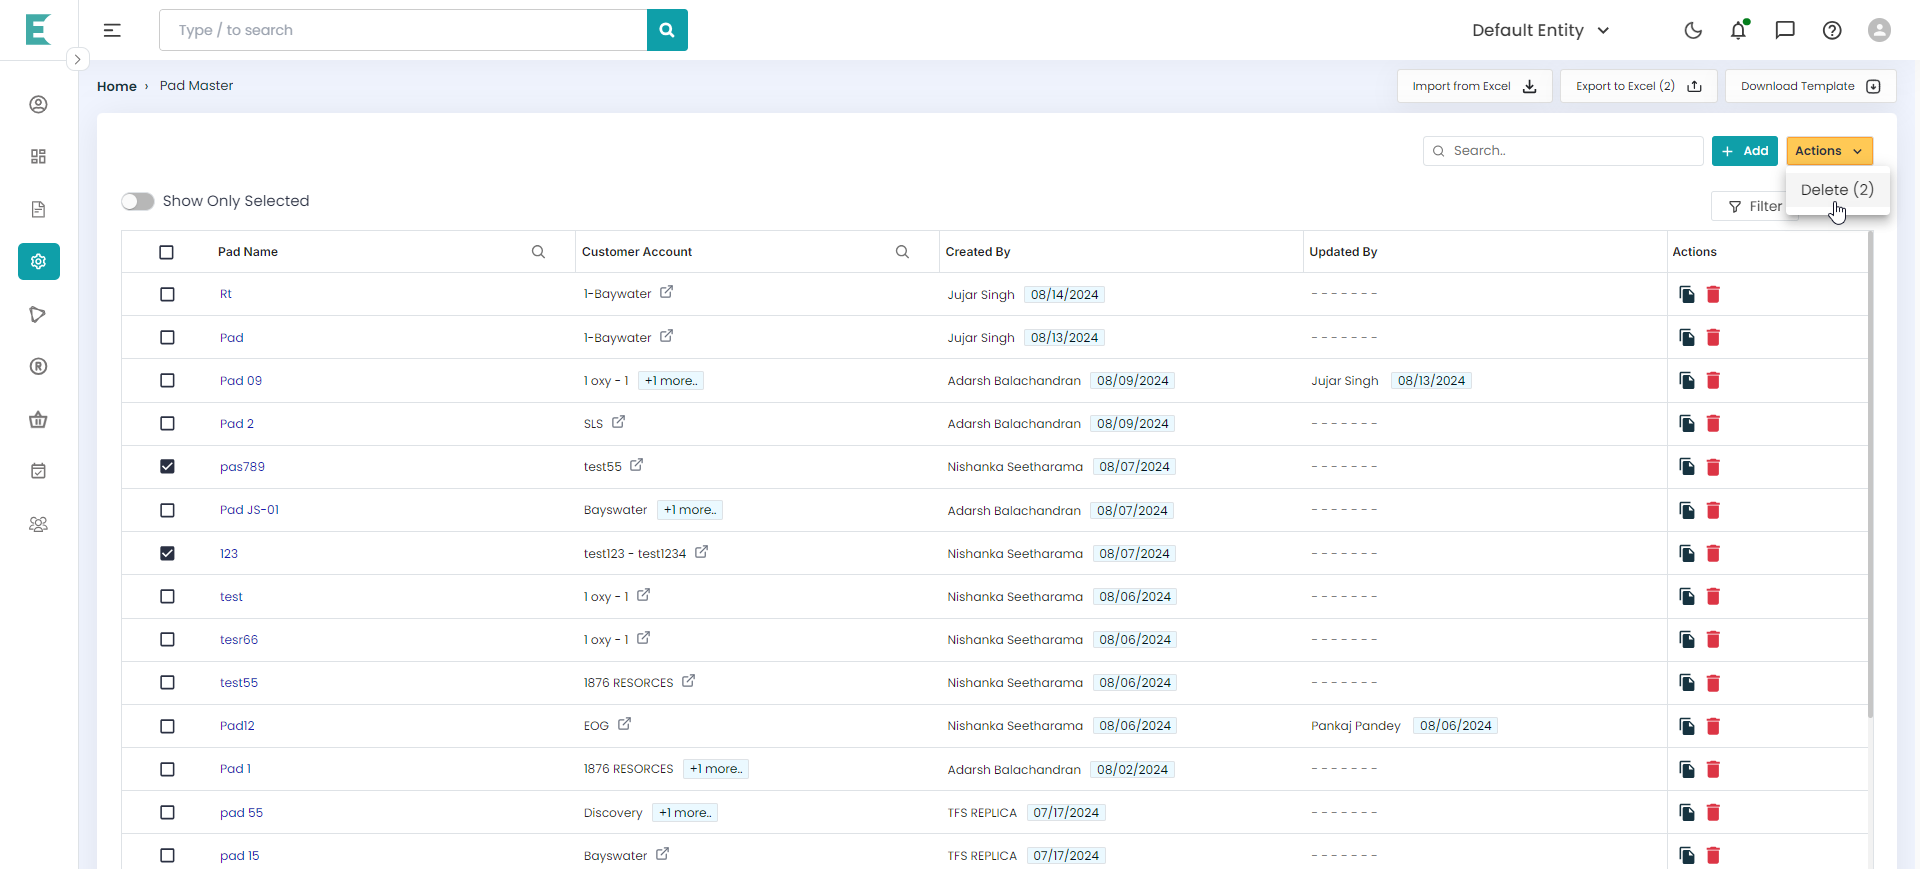 Type / to search
Default Entity
Home › Pad Master
Import from Excel
Export to Excel (2)
Download Template
Search..
+ Add
Actions
Delete (2)
Show Only Selected
Filter
Pad Name Customer Account Created By Updated By Actions
Rt 1-Baywater Jujar Singh 08/14/2024 - - - - - - -
Pad 1-Baywater Jujar Singh 08/13/2024 - - - - - - -
Pad 09 1 oxy - 1 +1 more.. Adarsh Balachandran 08/09/2024 Jujar Singh 08/13/2024
Pad 2 SLS Adarsh Balachandran 08/09/2024 - - - - - - -
pas789 test55 Nishanka Seetharama 08/07/2024 - - - - - - -
Pad JS-01 Bayswater +1 more.. Adarsh Balachandran 08/07/2024 - - - - - - -
123 test123 - test1234 Nishanka Seetharama 08/07/2024 - - - - - - -
test 1 oxy - 1 Nishanka Seetharama 08/06/2024 - - - - - - -
tesr66 1 oxy - 1 Nishanka Seetharama 08/06/2024 - - - - - - -
test55 1876 RESORCES Nishanka Seetharama 08/06/2024 - - - - - - -
Pad12 EOG Nishanka Seetharama 08/06/2024 Pankaj Pandey 08/06/2024
Pad 1 1876 RESORCES +1 more.. Adarsh Balachandran 08/02/2024 - - - - - - -
pad 55 Discovery +1 more.. TFS REPLICA 07/17/2024 - - - - - - -
pad 15 Bayswater TFS REPLICA 07/17/2024 - - - - - - -